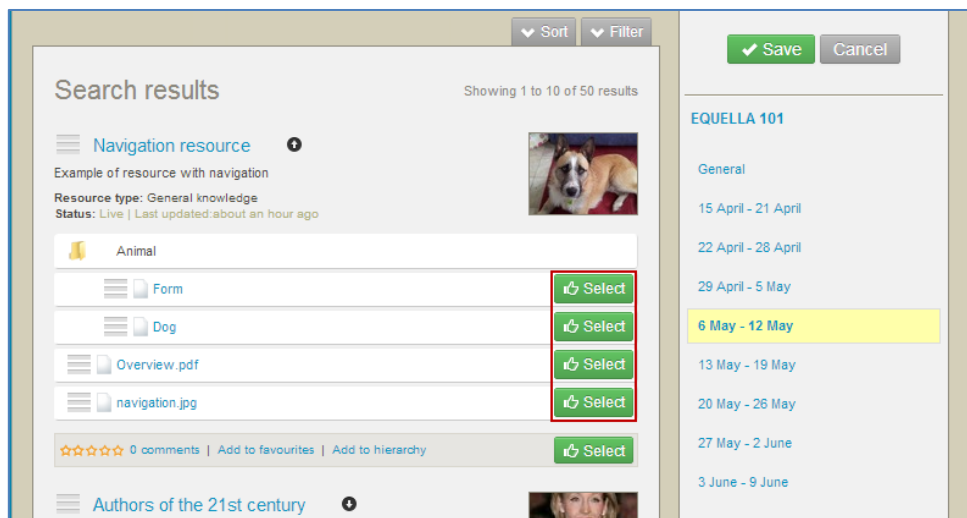 Sort
Filter
Search results
Showing 1 to 10 of 50 results
Navigation resource
Example of resource with navigation
Resource type: General knowledge
Status: Live | Last updated:about an hour ago
Animal
Form
Select
Dog
Select
Overview.pdf
Select
navigation.jpg
Select
0 comments | Add to favourites | Add to hierarchy
Select
Authors of the 21st century
Save
Cancel
EQUELLA 101
General
15 April - 21 April
22 April - 28 April
29 April - 5 May
6 May - 12 May
13 May - 19 May
20 May - 26 May
27 May - 2 June
3 June - 9 June